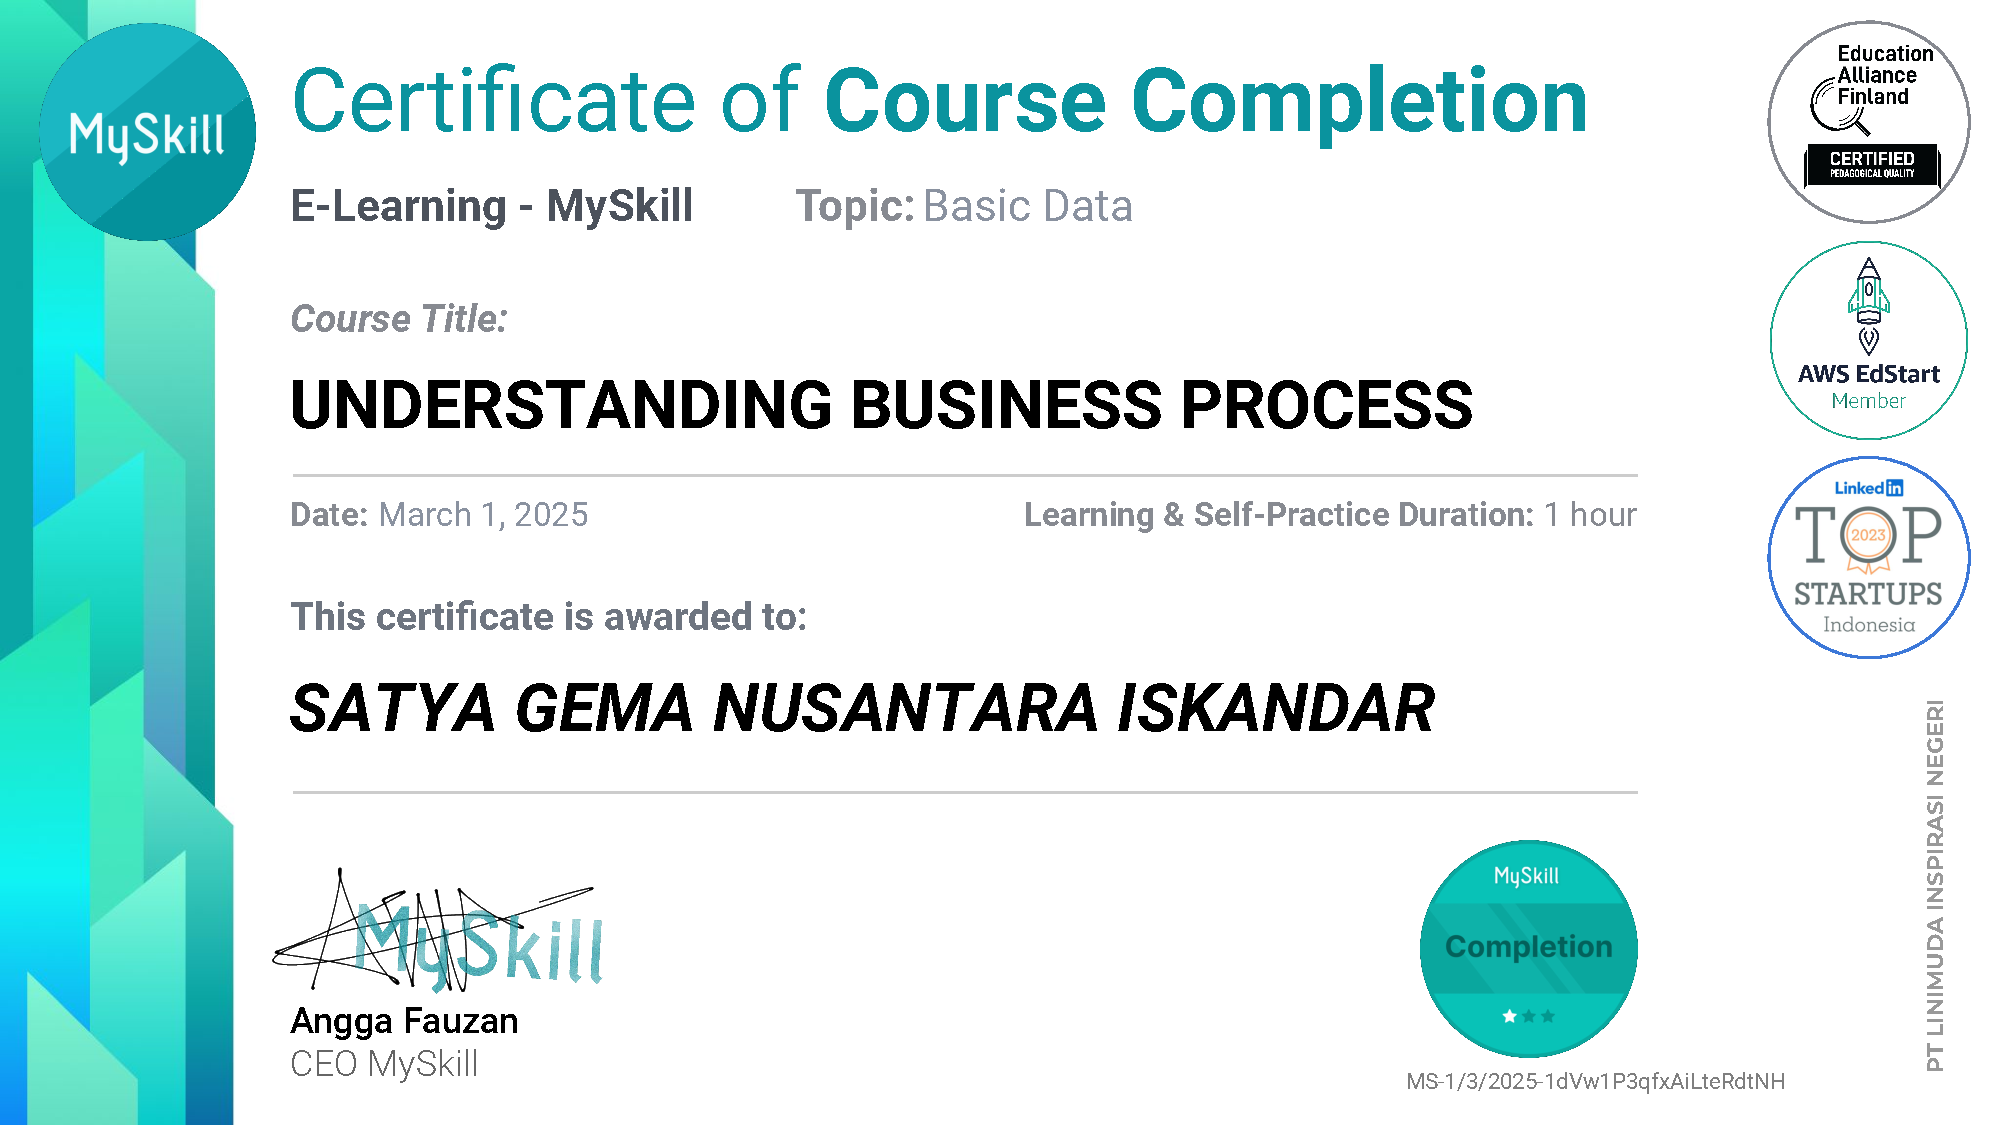 MySkill
Certificate of Course Completion
E-Learning - MySkill
Topic: Basic Data
Course Title:
UNDERSTANDING BUSINESS PROCESS
Date: March 1, 2025
Learning & Self-Practice Duration: 1 hour
This certificate is awarded to:
SATYA GEMA NUSANTARA ISKANDAR
MySkill
Angga Fauzan
CEO MySkill
MySkill
Completion
MS-1/3/2025-1dVw1P3qfxAiLteRdtNH
Education
Alliance
Finland
CERTIFIED
PEDAGOGICAL QUALITY
AWS EdStart
Member
Linked in
TOP
2023
STARTUPS
Indonesia
PT LINIMUDA INSPIRASI NEGERI